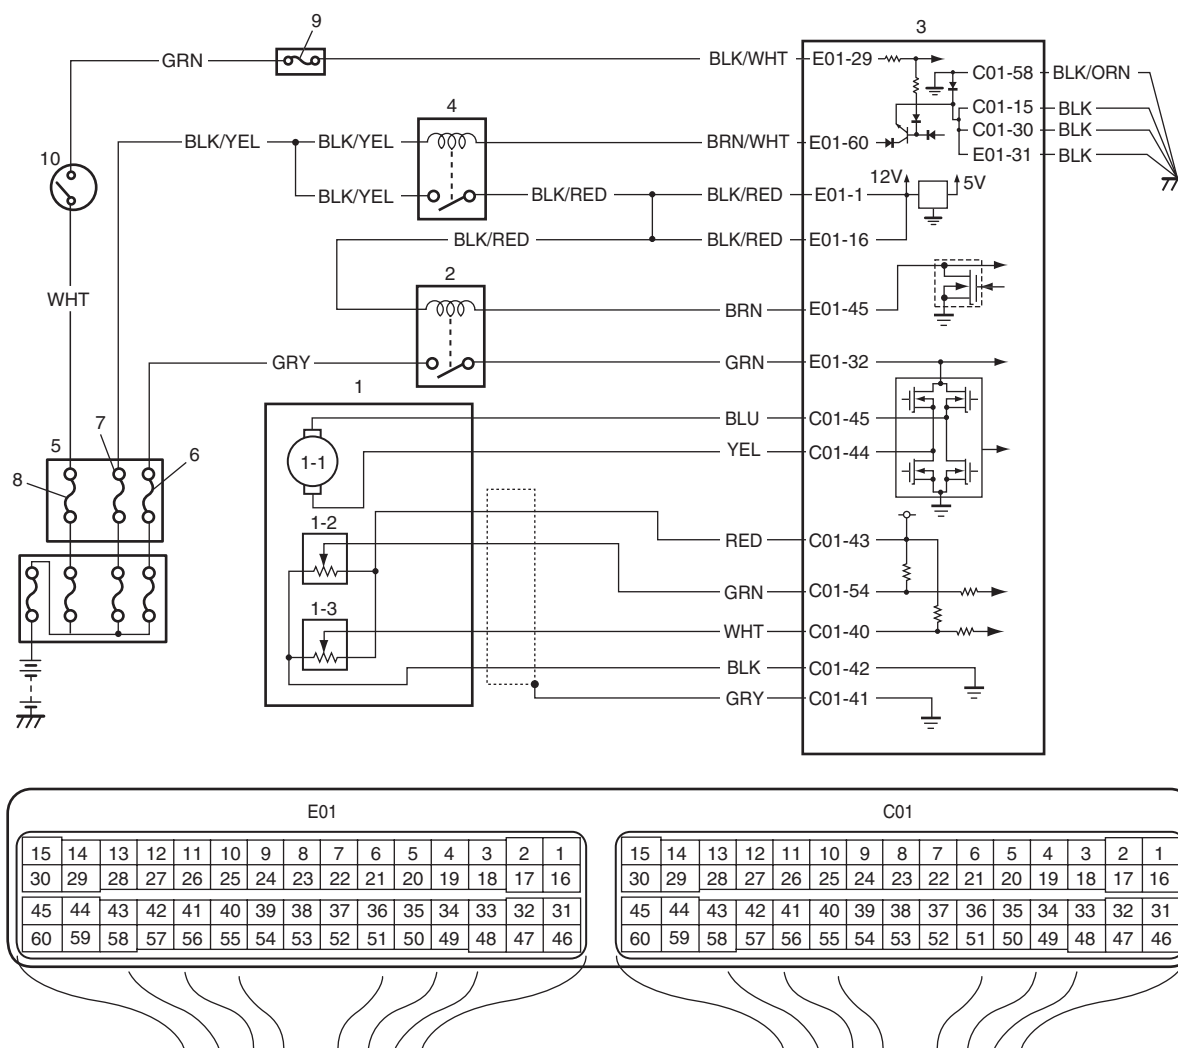 9
3
GRN
BLK/WHT
E01-29
C01-58
BLK/ORN
4
C01-15
BLK
BLK/YEL
BLK/YEL
BRN/WHT
E01-60
C01-30
BLK
10
E01-31
BLK
12V
5V
BLK/YEL
BLK/RED
BLK/RED
E01-1
BLK/RED
BLK/RED
E01-16
2
WHT
BRN
E01-45
GRY
GRN
E01-32
1
7
BLU
C01-45
5
6
1-1
YEL
C01-44
8
1-2
RED
C01-43
GRN
C01-54
1-3
WHT
C01-40
BLK
C01-42
GRY
C01-41
E01
15 14 13 12 11 10 9 8 7 6 5 4 3 2 1
30 29 28 27 26 25 24 23 22 21 20 19 18 17 16
45 44 43 42 41 40 39 38 37 36 35 34 33 32 31
60 59 58 57 56 55 54 53 52 51 50 49 48 47 46
C01
15 14 13 12 11 10 9 8 7 6 5 4 3 2 1
30 29 28 27 26 25 24 23 22 21 20 19 18 17 16
45 44 43 42 41 40 39 38 37 36 35 34 33 32 31
60 59 58 57 56 55 54 53 52 51 50 49 48 47 46